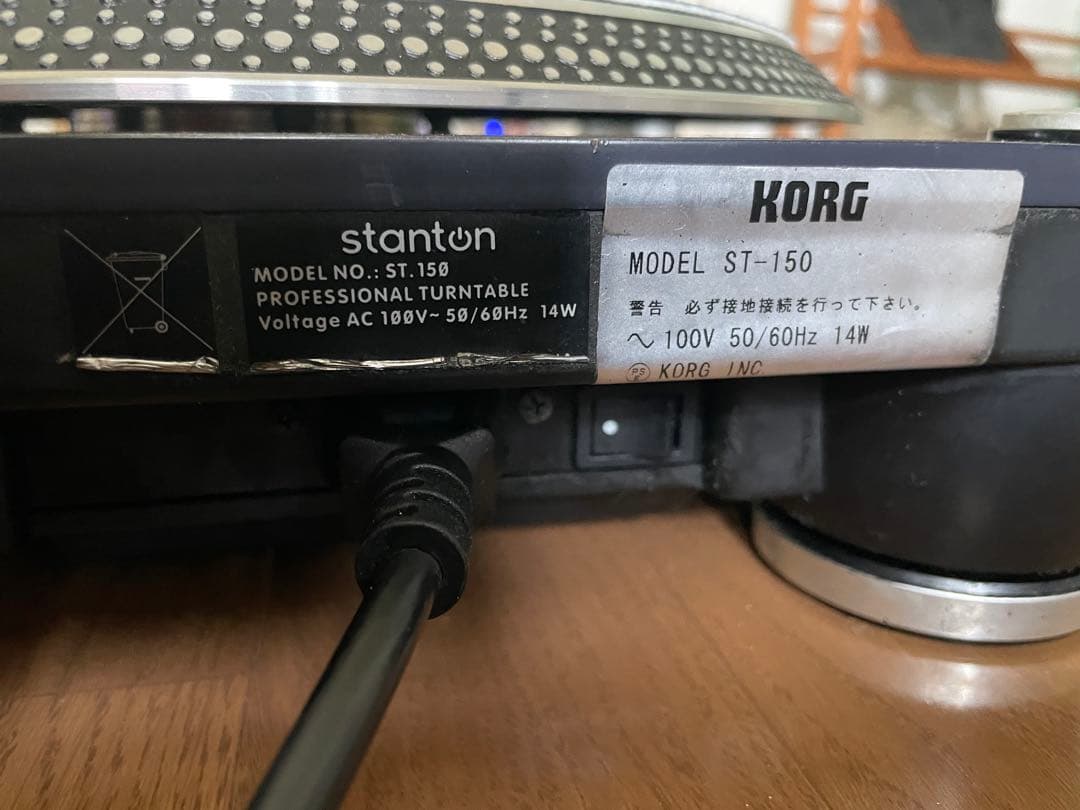 stanton
MODEL NO.: ST.150
PROFESSIONAL TURNTABLE
Voltage AC 100V~ 50/60Hz 14W
KORG
MODEL ST-150
警告 必ず接地接続を行って下さい。
～ 100V 50/60Hz 14W
PSE KORG INC